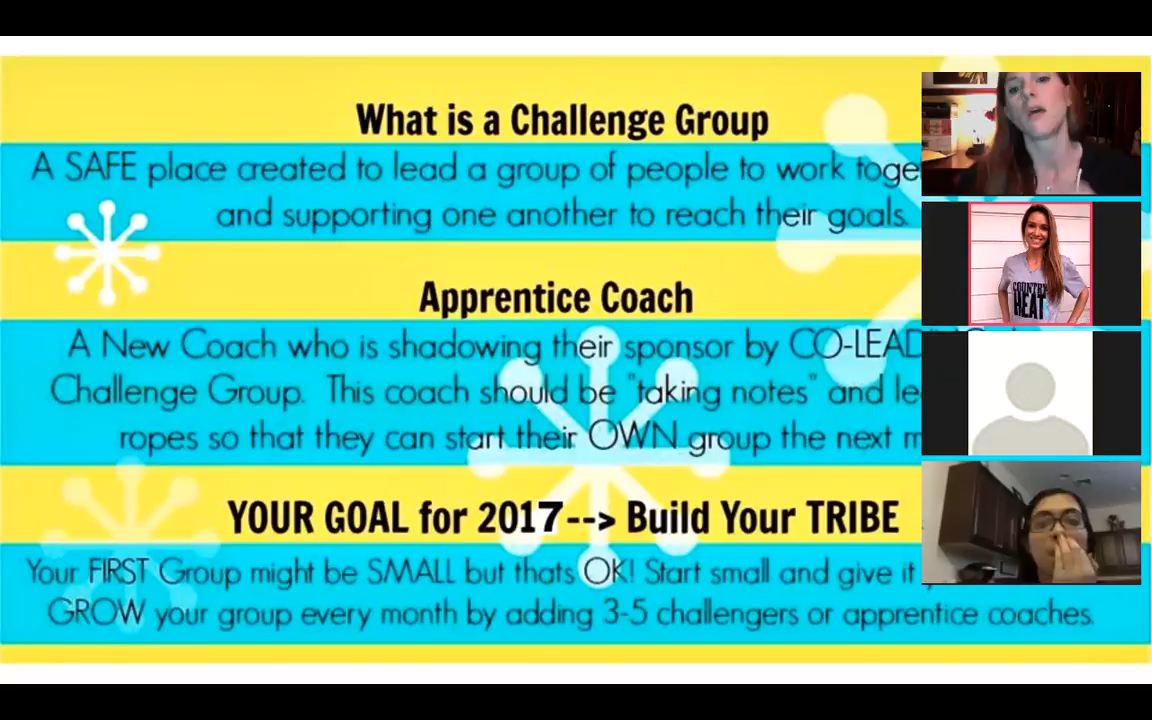 What is a Challenge Group
A SAFE place created to lead a group of people to work toge
and supporting one another to reach their goals.
Apprentice Coach
A New Coach who is shadowing their sponsor by CO-LEAD
Challenge Group. This coach should be "taking notes" and le
ropes so that they can start their OWN group the next m
YOUR GOAL for 2017--> Build Your TRIBE
Your FIRST Group might be SMALL but thats OK! Start small and give it
GROW your group every month by adding 3-5 challengers or apprentice coaches.
COUNTRY
HEAT